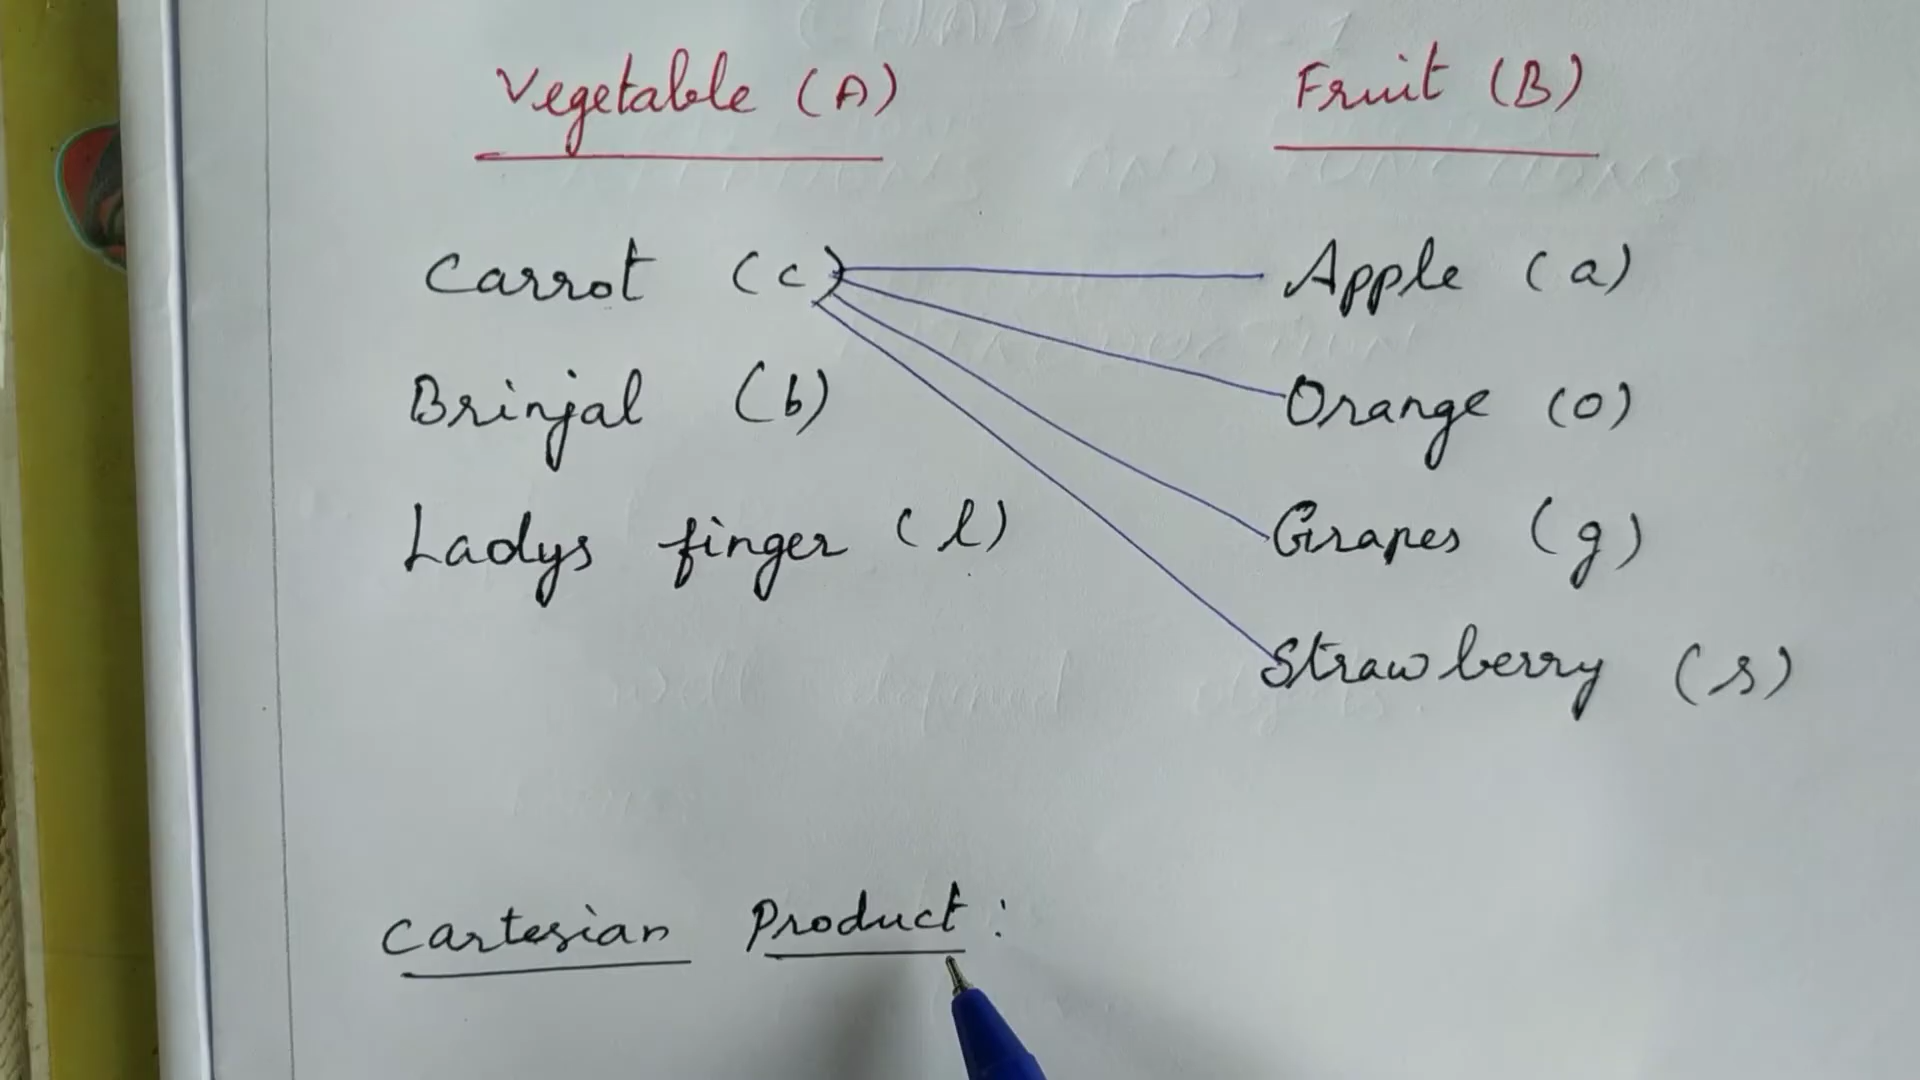 Vegetable (A) Fruit (B)
Carrot (c) Apple (a)
Brinjal (b) Orange (o)
Ladys finger (l) Grapes (g)
Strawberry (s)
Cartesian Product :